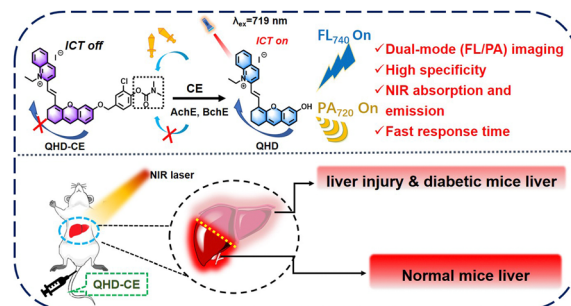 ICT off
I⁻
Cl
O
N
QHD-CE
CE
AchE, BchE
λex=719 nm
ICT on
I⁻
OH
QHD
FL740 On
PA720 On
✓Dual-mode (FL/PA) imaging
✓High specificity
✓NIR absorption and
emission
✓Fast response time
NIR laser
QHD-CE
liver injury & diabetic mice liver
Normal mice liver